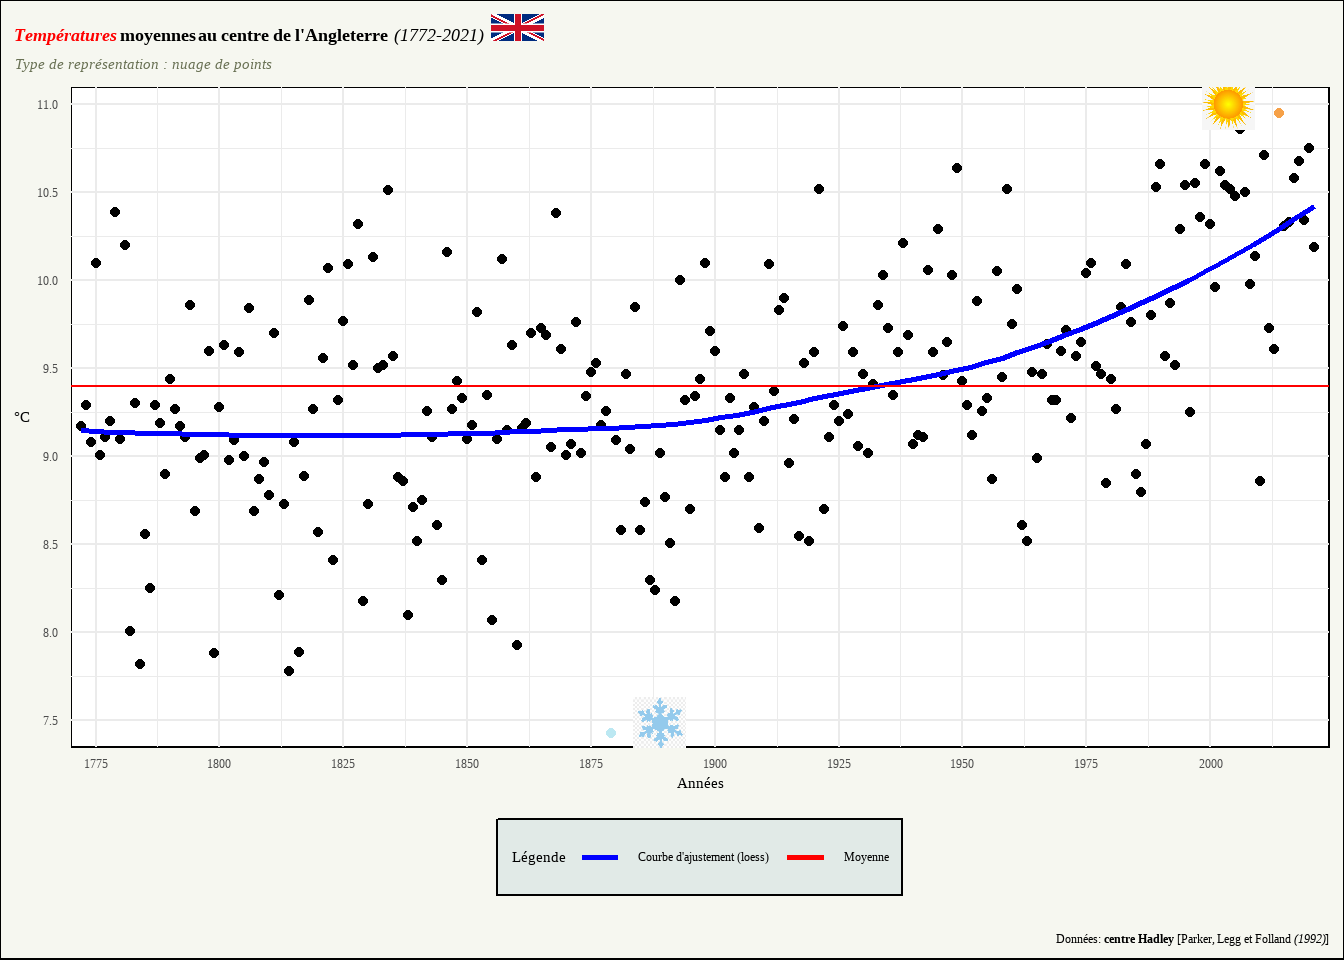 Températures moyennes au centre de l'Angleterre (1772-2021)
Type de représentation : nuage de points
11.0
10.5
10.0
9.5
°C
9.0
8.5
8.0
7.5
1775 1800 1825 1850 1875 1900 1925 1950 1975 2000
Années
Légende Courbe d'ajustement (loess) Moyenne
Données: centre Hadley [Parker, Legg et Folland (1992)]